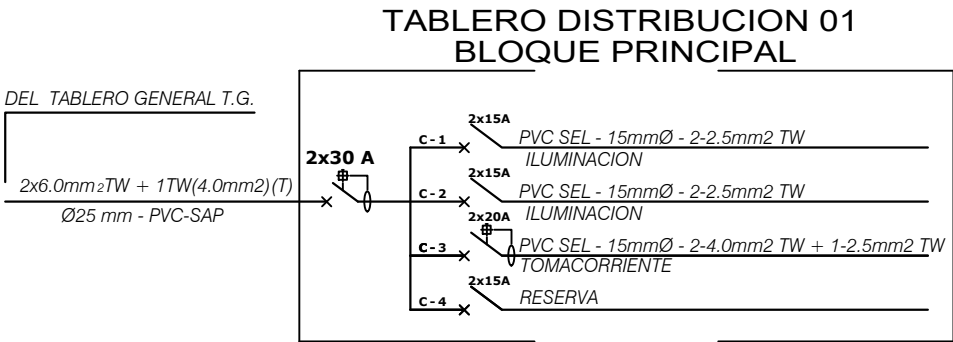 TABLERO DISTRIBUCION 01
BLOQUE PRINCIPAL
DEL TABLERO GENERAL T.G.
2x6.0mm2TW + 1TW(4.0mm2)(T)
Ø25 mm - PVC-SAP
2x30 A
C-1
2x15A
PVC SEL - 15mmØ - 2-2.5mm2 TW
ILUMINACION
C-2
2x15A
PVC SEL - 15mmØ - 2-2.5mm2 TW
ILUMINACION
C-3
2x20A
PVC SEL - 15mmØ - 2-4.0mm2 TW + 1-2.5mm2 TW
TOMACORRIENTE
C-4
2x15A
RESERVA